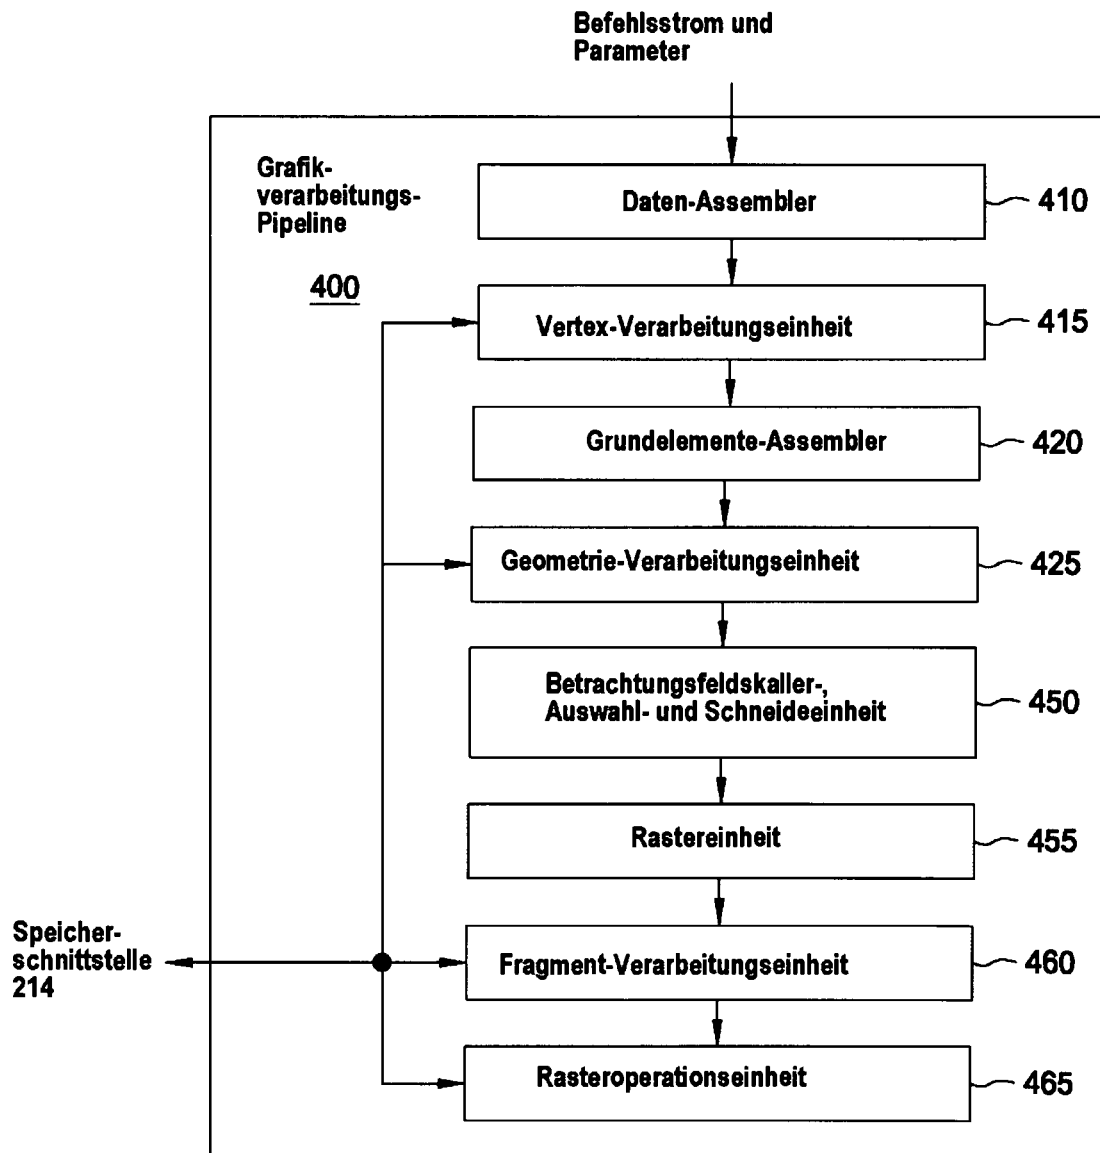 Befehlsstrom und
Parameter
Grafik-
verarbeitungs-
Pipeline
400
Daten-Assembler
410
Vertex-Verarbeitungseinheit
415
Grundelemente-Assembler
420
Geometrie-Verarbeitungseinheit
425
Betrachtungsfeldskaller-,
Auswahl- und Schneideeinheit
450
Rastereinheit
455
Speicher-
schnittstelle
214
Fragment-Verarbeitungseinheit
460
Rasteroperationseinheit
465